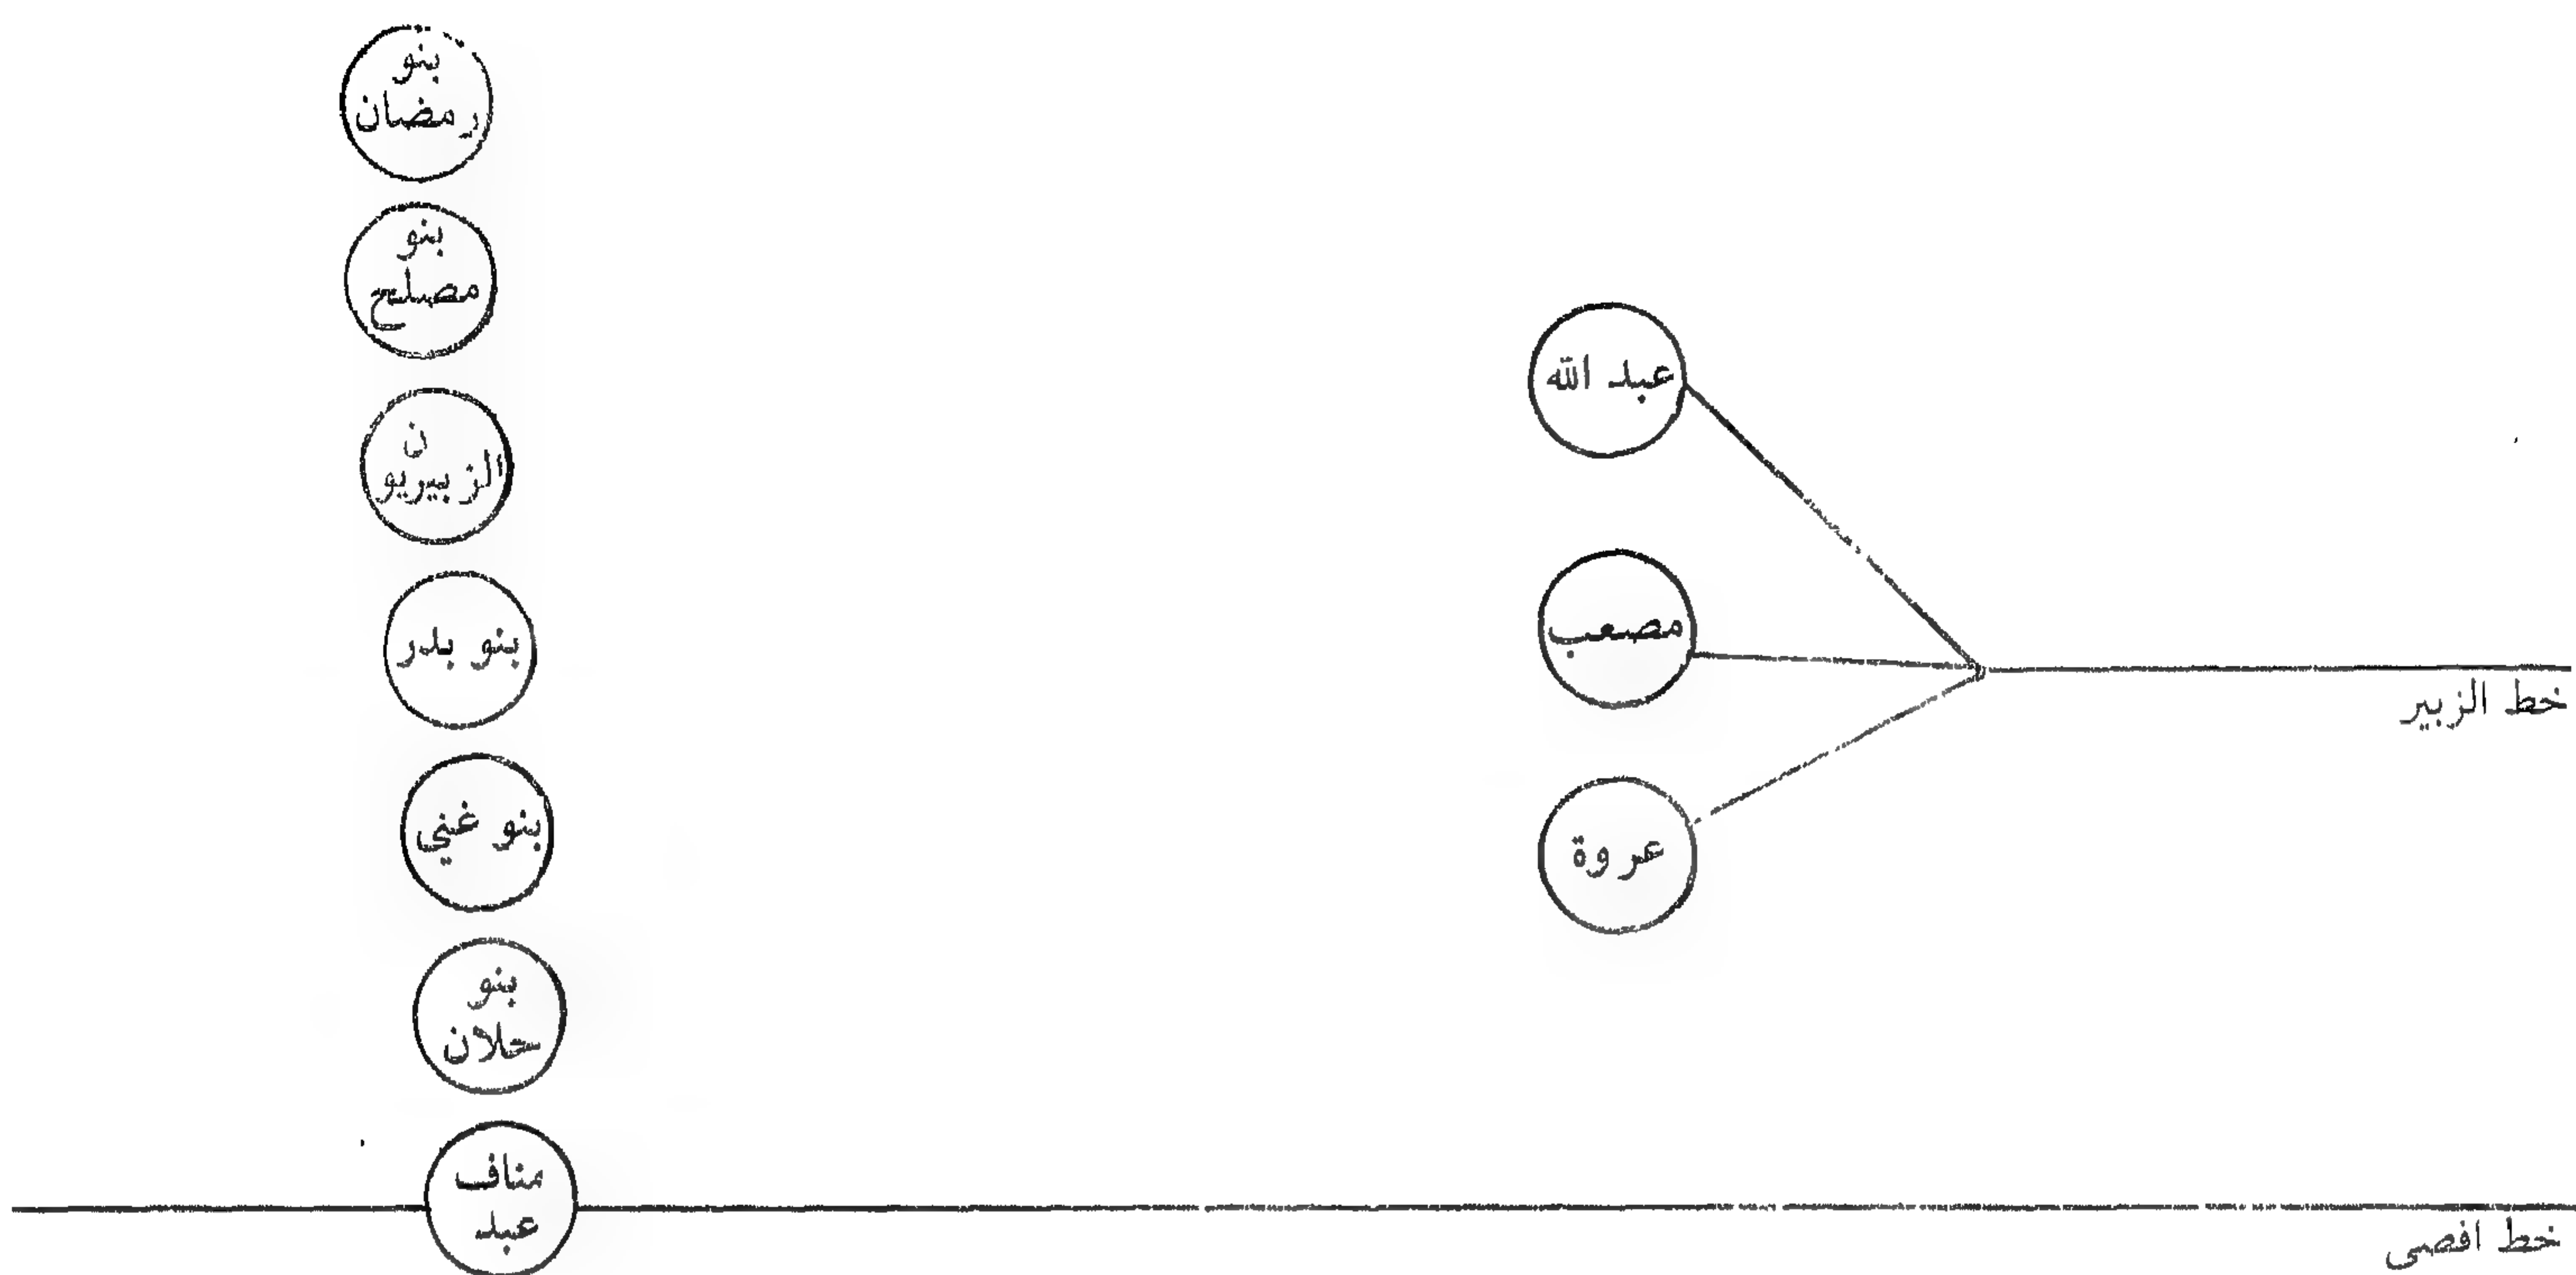 بنو
رمضان
بنو
مصلح
ن
الزبيريو
بنو بدر
بنو غني
بنو
حلان
مناف
عبد
عبد الله
مصعب
عروة
خط الزبير
خط افصى